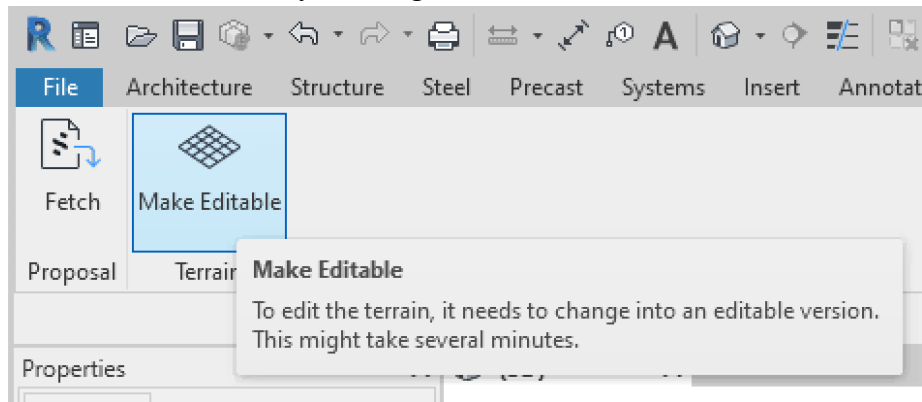 File Architecture Structure Steel Precast Systems Insert Annotat
Fetch Make Editable
Proposal Terrain
Make Editable
To edit the terrain, it needs to change into an editable version.
This might take several minutes.
Properties